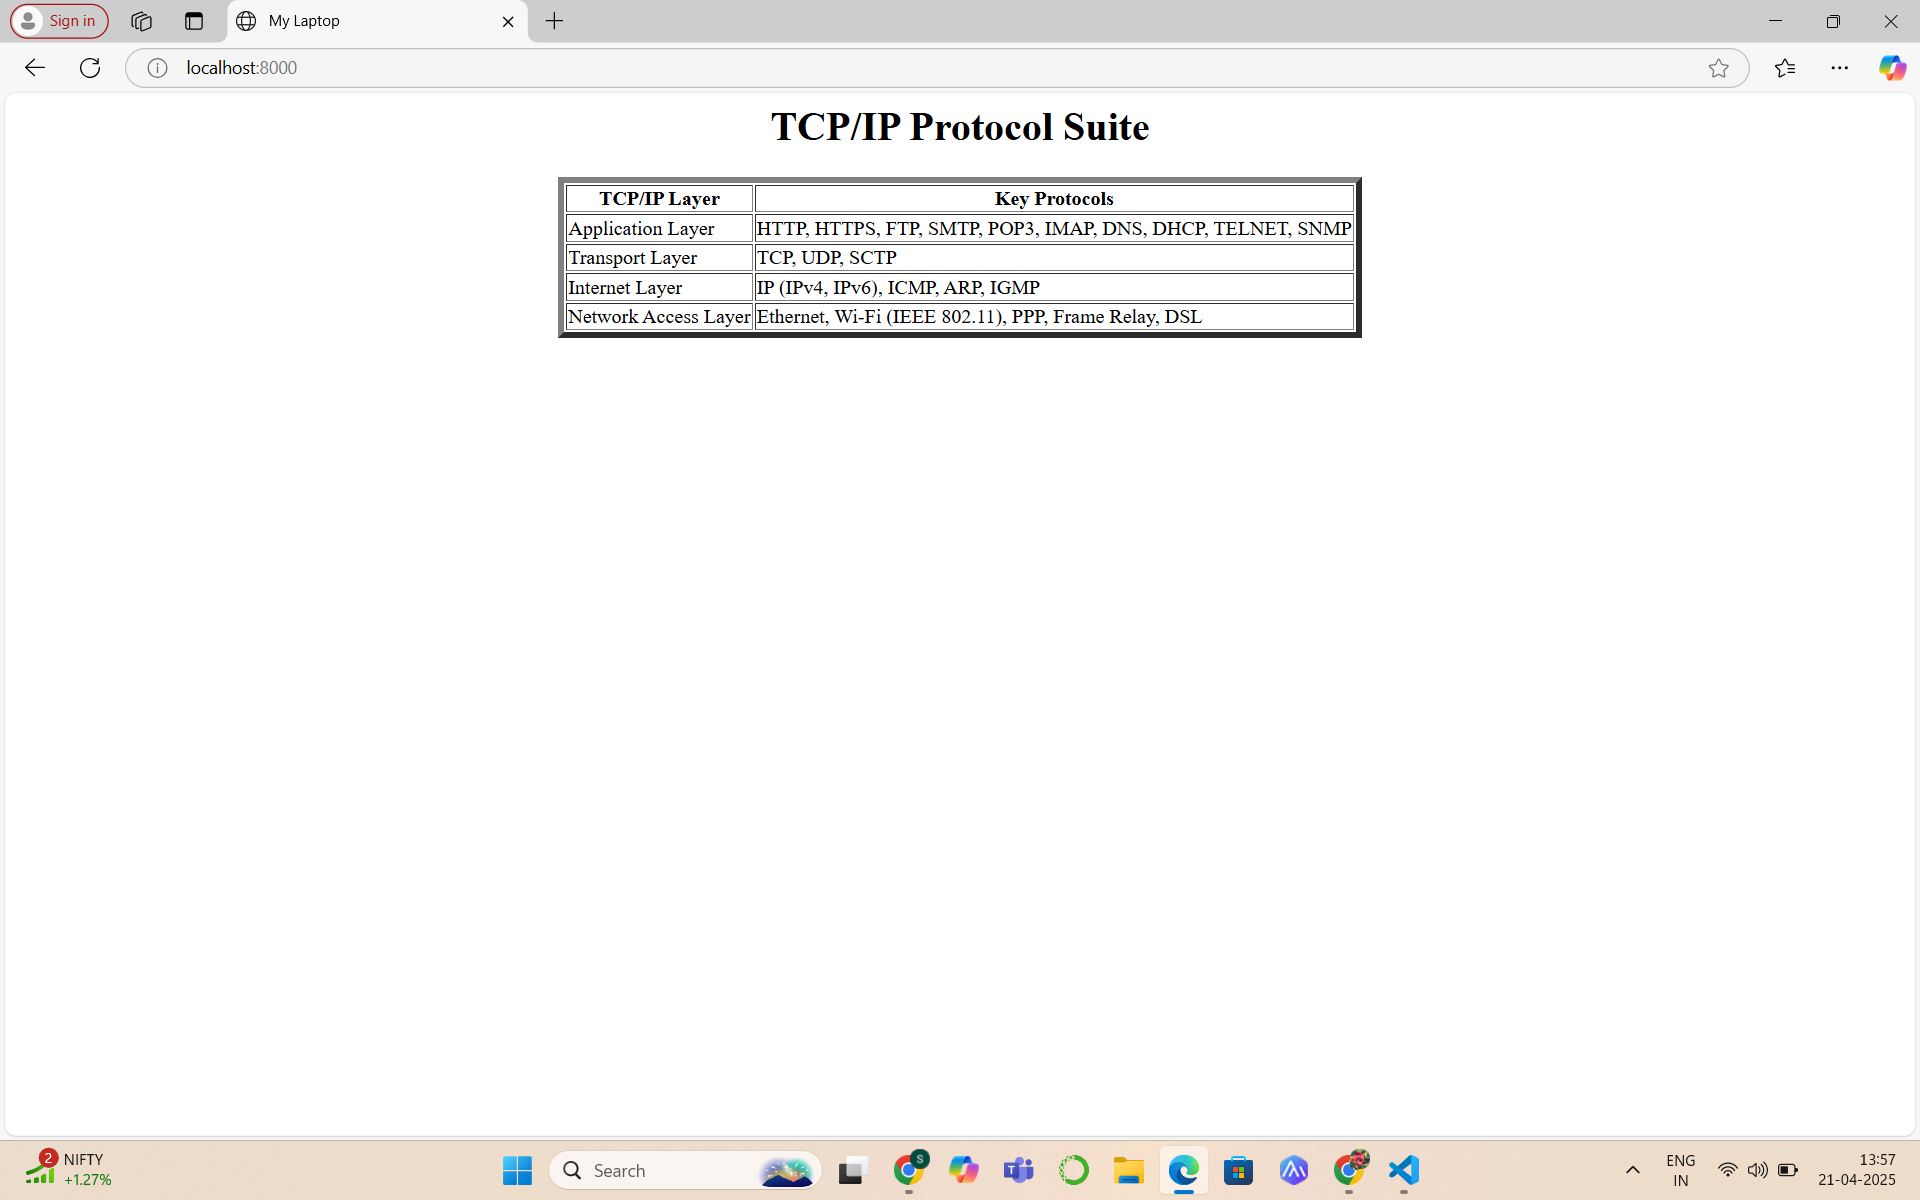 Sign in
My Laptop
localhost:8000
TCP/IP Protocol Suite
TCP/IP Layer Key Protocols
Application Layer HTTP, HTTPS, FTP, SMTP, POP3, IMAP, DNS, DHCP, TELNET, SNMP
Transport Layer TCP, UDP, SCTP
Internet Layer IP (IPv4, IPv6), ICMP, ARP, IGMP
Network Access Layer Ethernet, Wi-Fi (IEEE 802.11), PPP, Frame Relay, DSL
2
NIFTY
+1.27%
Search
S
T
ENG
IN
13:57
21-04-2025